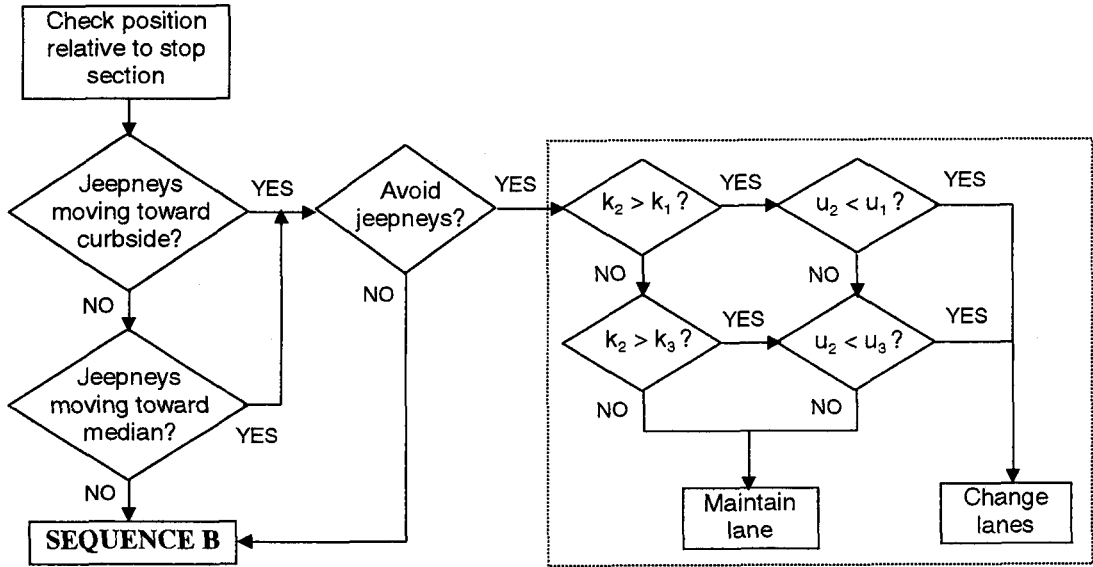 Check position
relative to stop
section
Jeepneys
moving toward
curbside?
YES
NO
Jeepneys
moving toward
median?
YES
NO
SEQUENCE B
Avoid
jeepneys?
YES
NO
k₂ > k₁ ?
YES
NO
u₂ < u₁ ?
YES
NO
k₂ > k₃ ?
YES
NO
u₂ < u₃ ?
YES
NO
Maintain
lane
Change
lanes